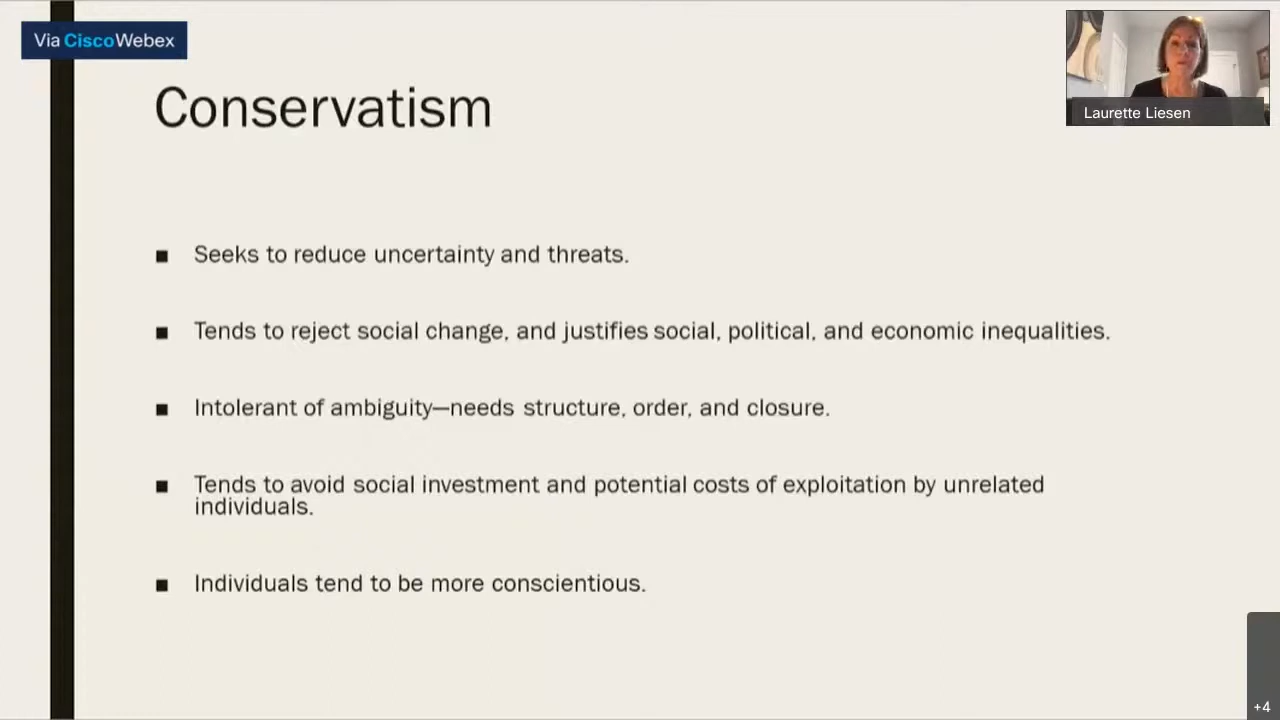 Via CiscoWebex
Laurette Liesen
Conservatism
■ Seeks to reduce uncertainty and threats.
■ Tends to reject social change, and justifies social, political, and economic inequalities.
■ Intolerant of ambiguity—needs structure, order, and closure.
■ Tends to avoid social investment and potential costs of exploitation by unrelated
individuals.
■ Individuals tend to be more conscientious.
+4